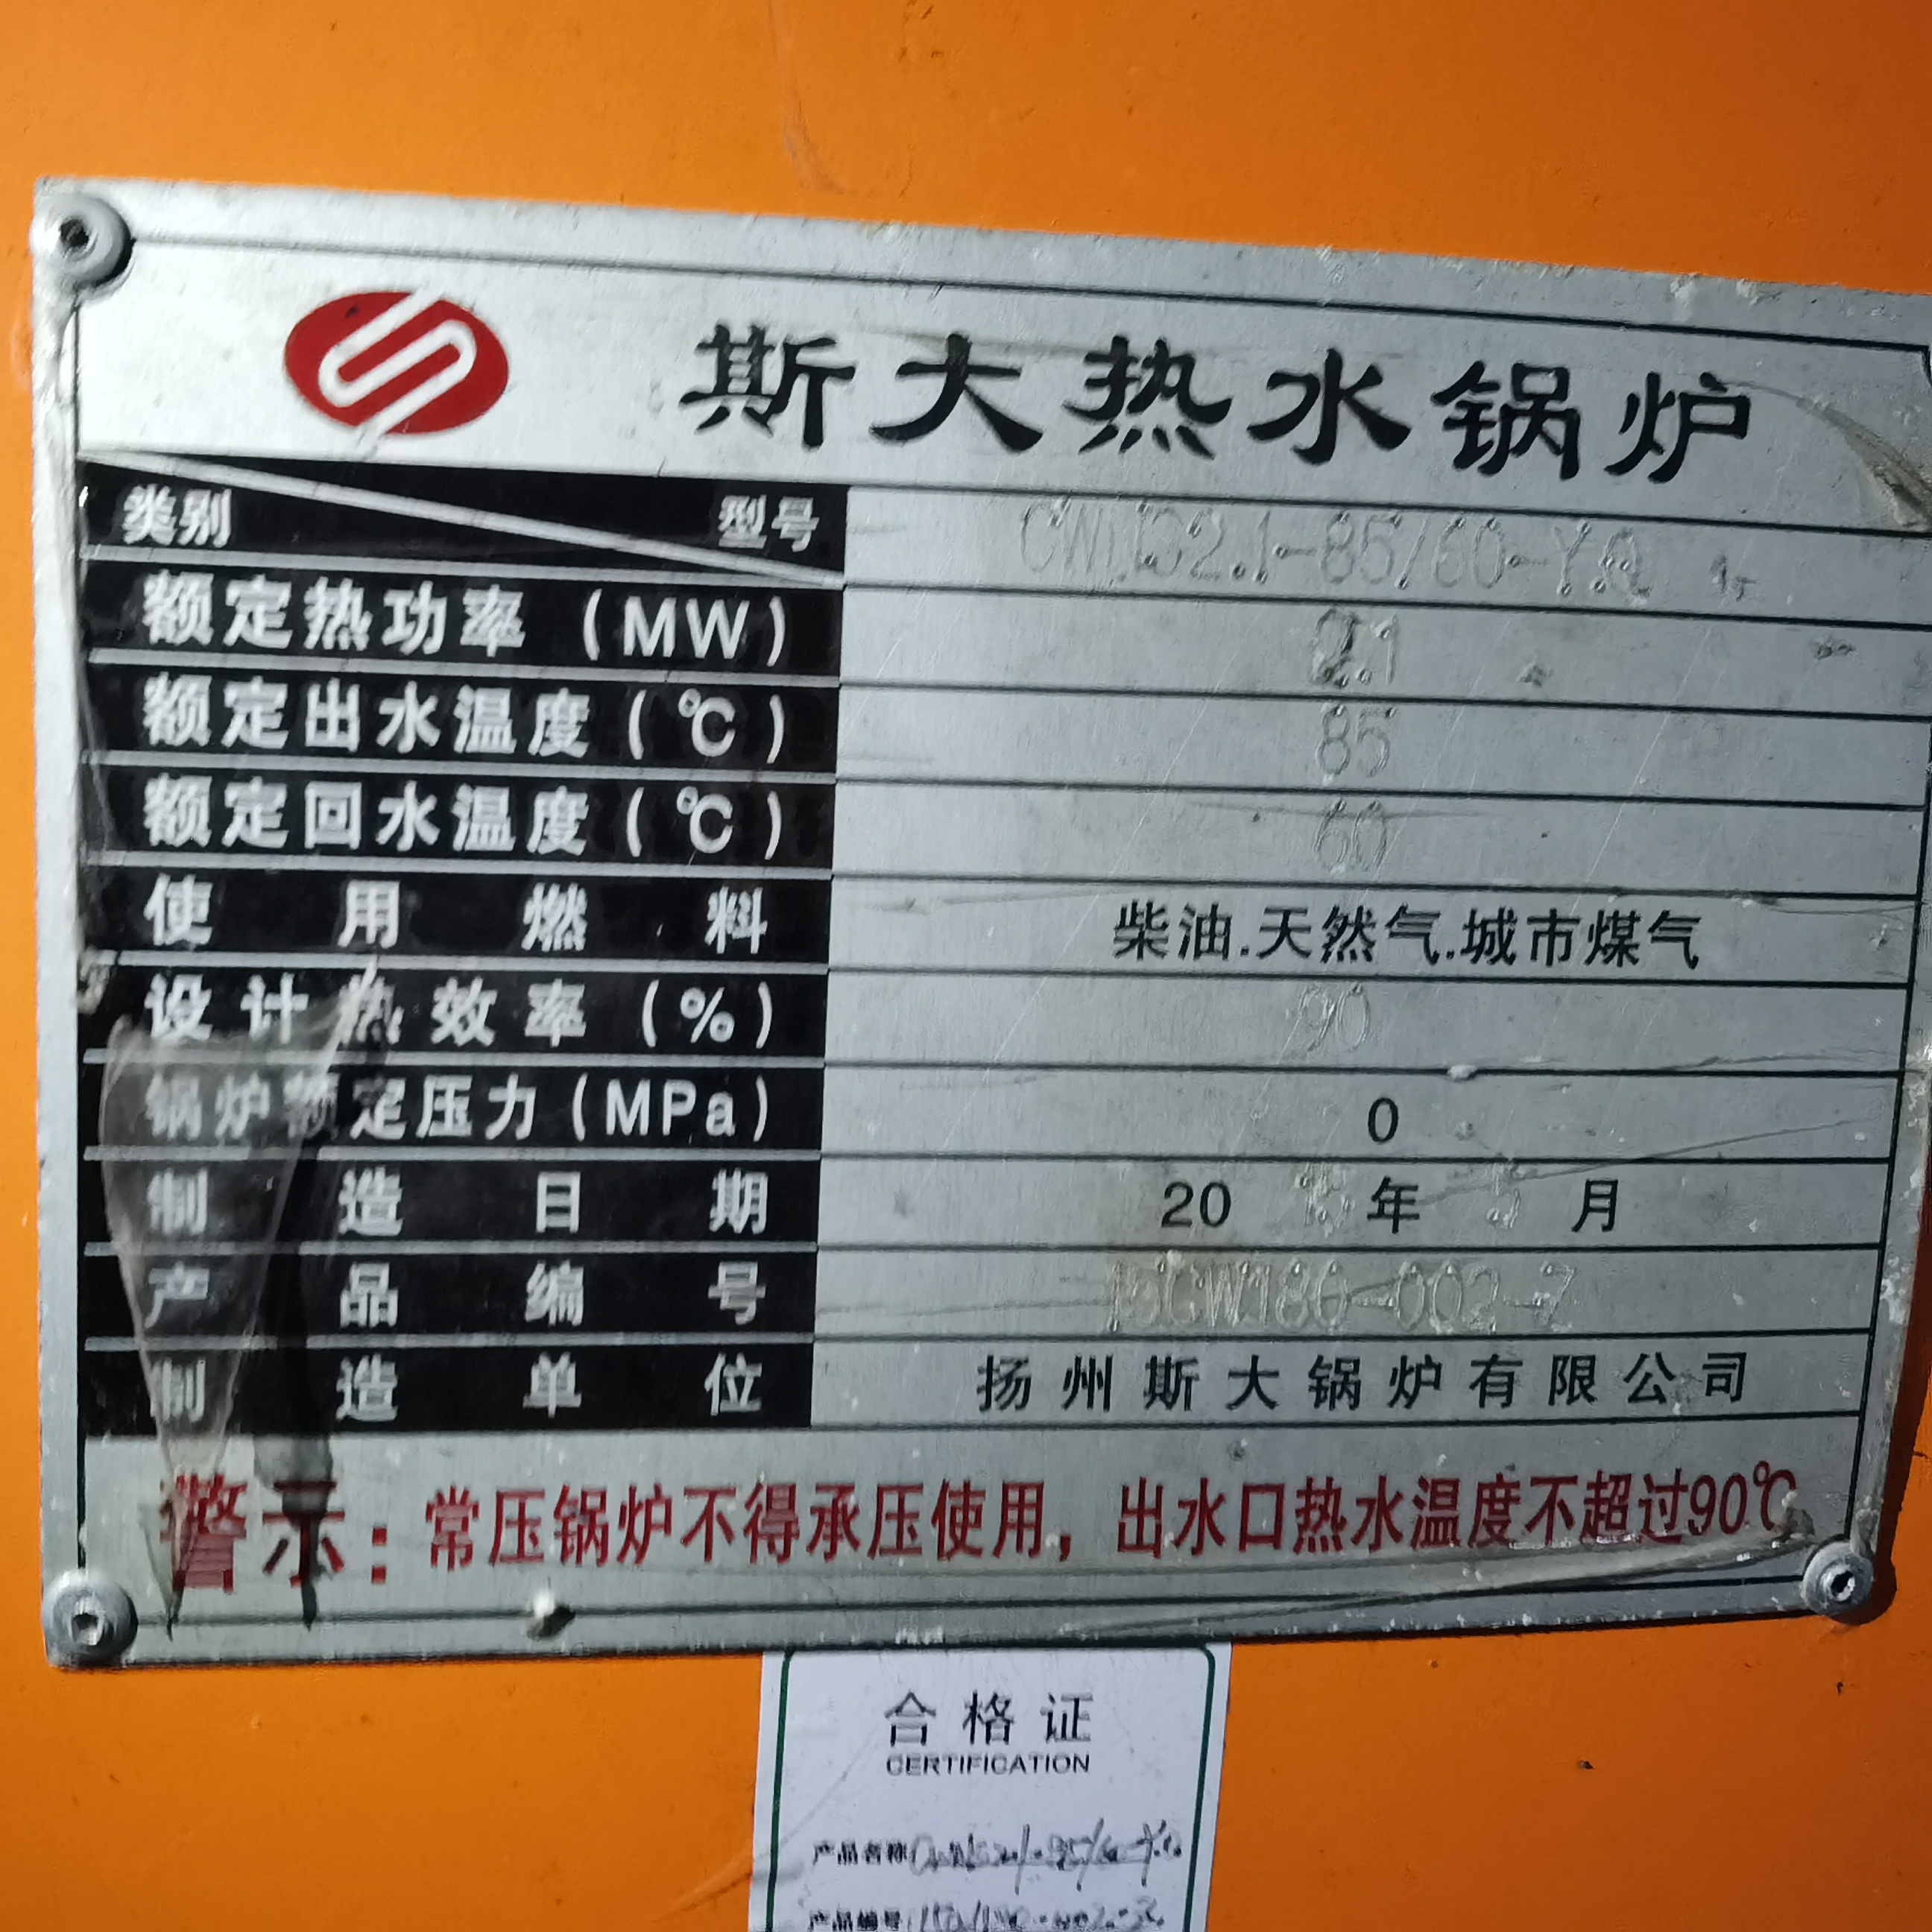 斯大热水锅炉
类别 型号 CWNS2.1-85/60-Y.Q
额定热功率(MW) 2.1
额定出水温度(℃) 85
额定回水温度(℃) 60
使用燃料 柴油.天然气.城市煤气
设计热效率(%) 90
锅炉额定压力(MPa) 0
制造日期 20 15 年 月
产品编号 15CW180-002-2
制造单位 扬州斯大锅炉有限公司
警示:常压锅炉不得承压使用,出水口热水温度不超过90℃
合格证
CERTIFICATION
产品名称
产品编号